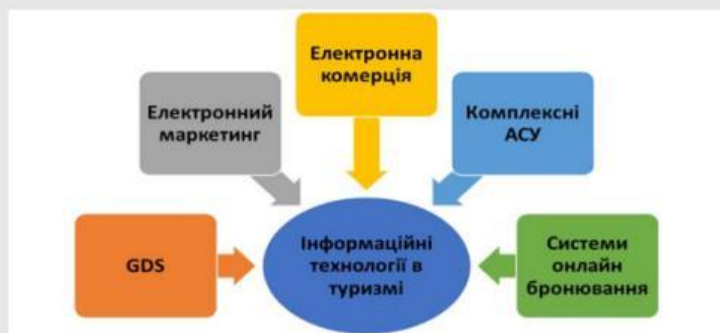 Електронна
комерція
Електронний
маркетинг
Комплексні
АСУ
GDS
Інформаційні
технології в
туризмі
Системи
онлайн
бронювання